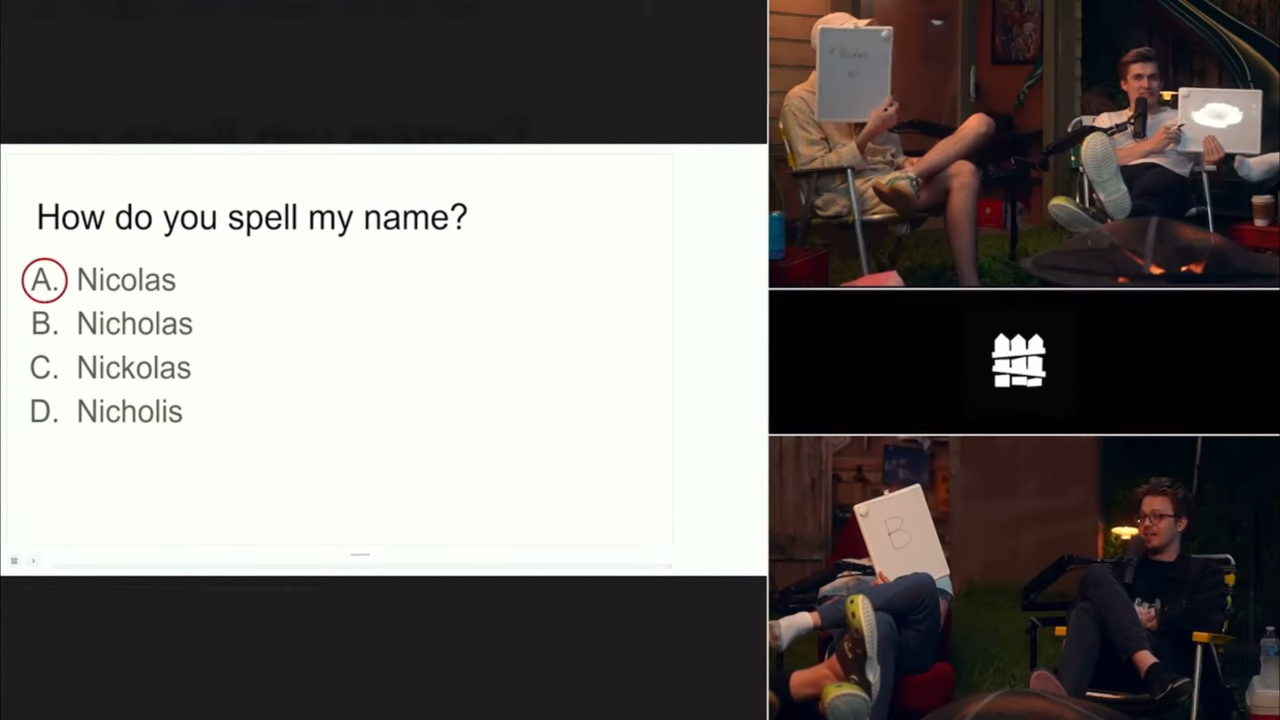 How do you spell my name?
A. Nicolas
B. Nicholas
C. Nickolas
D. Nicholis
B